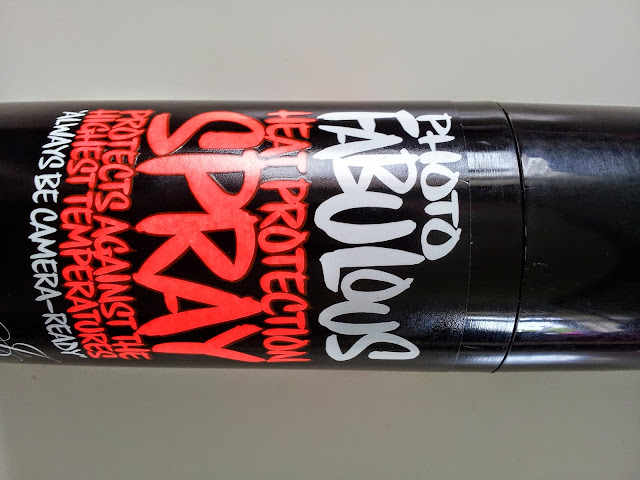 PHOTO
FABULOUS
HEAT PROTECTION
SPRAY
PROTECTS AGAINST THE
HIGHEST TEMPERATURES
'ALWAYS BE CAMERA-READY